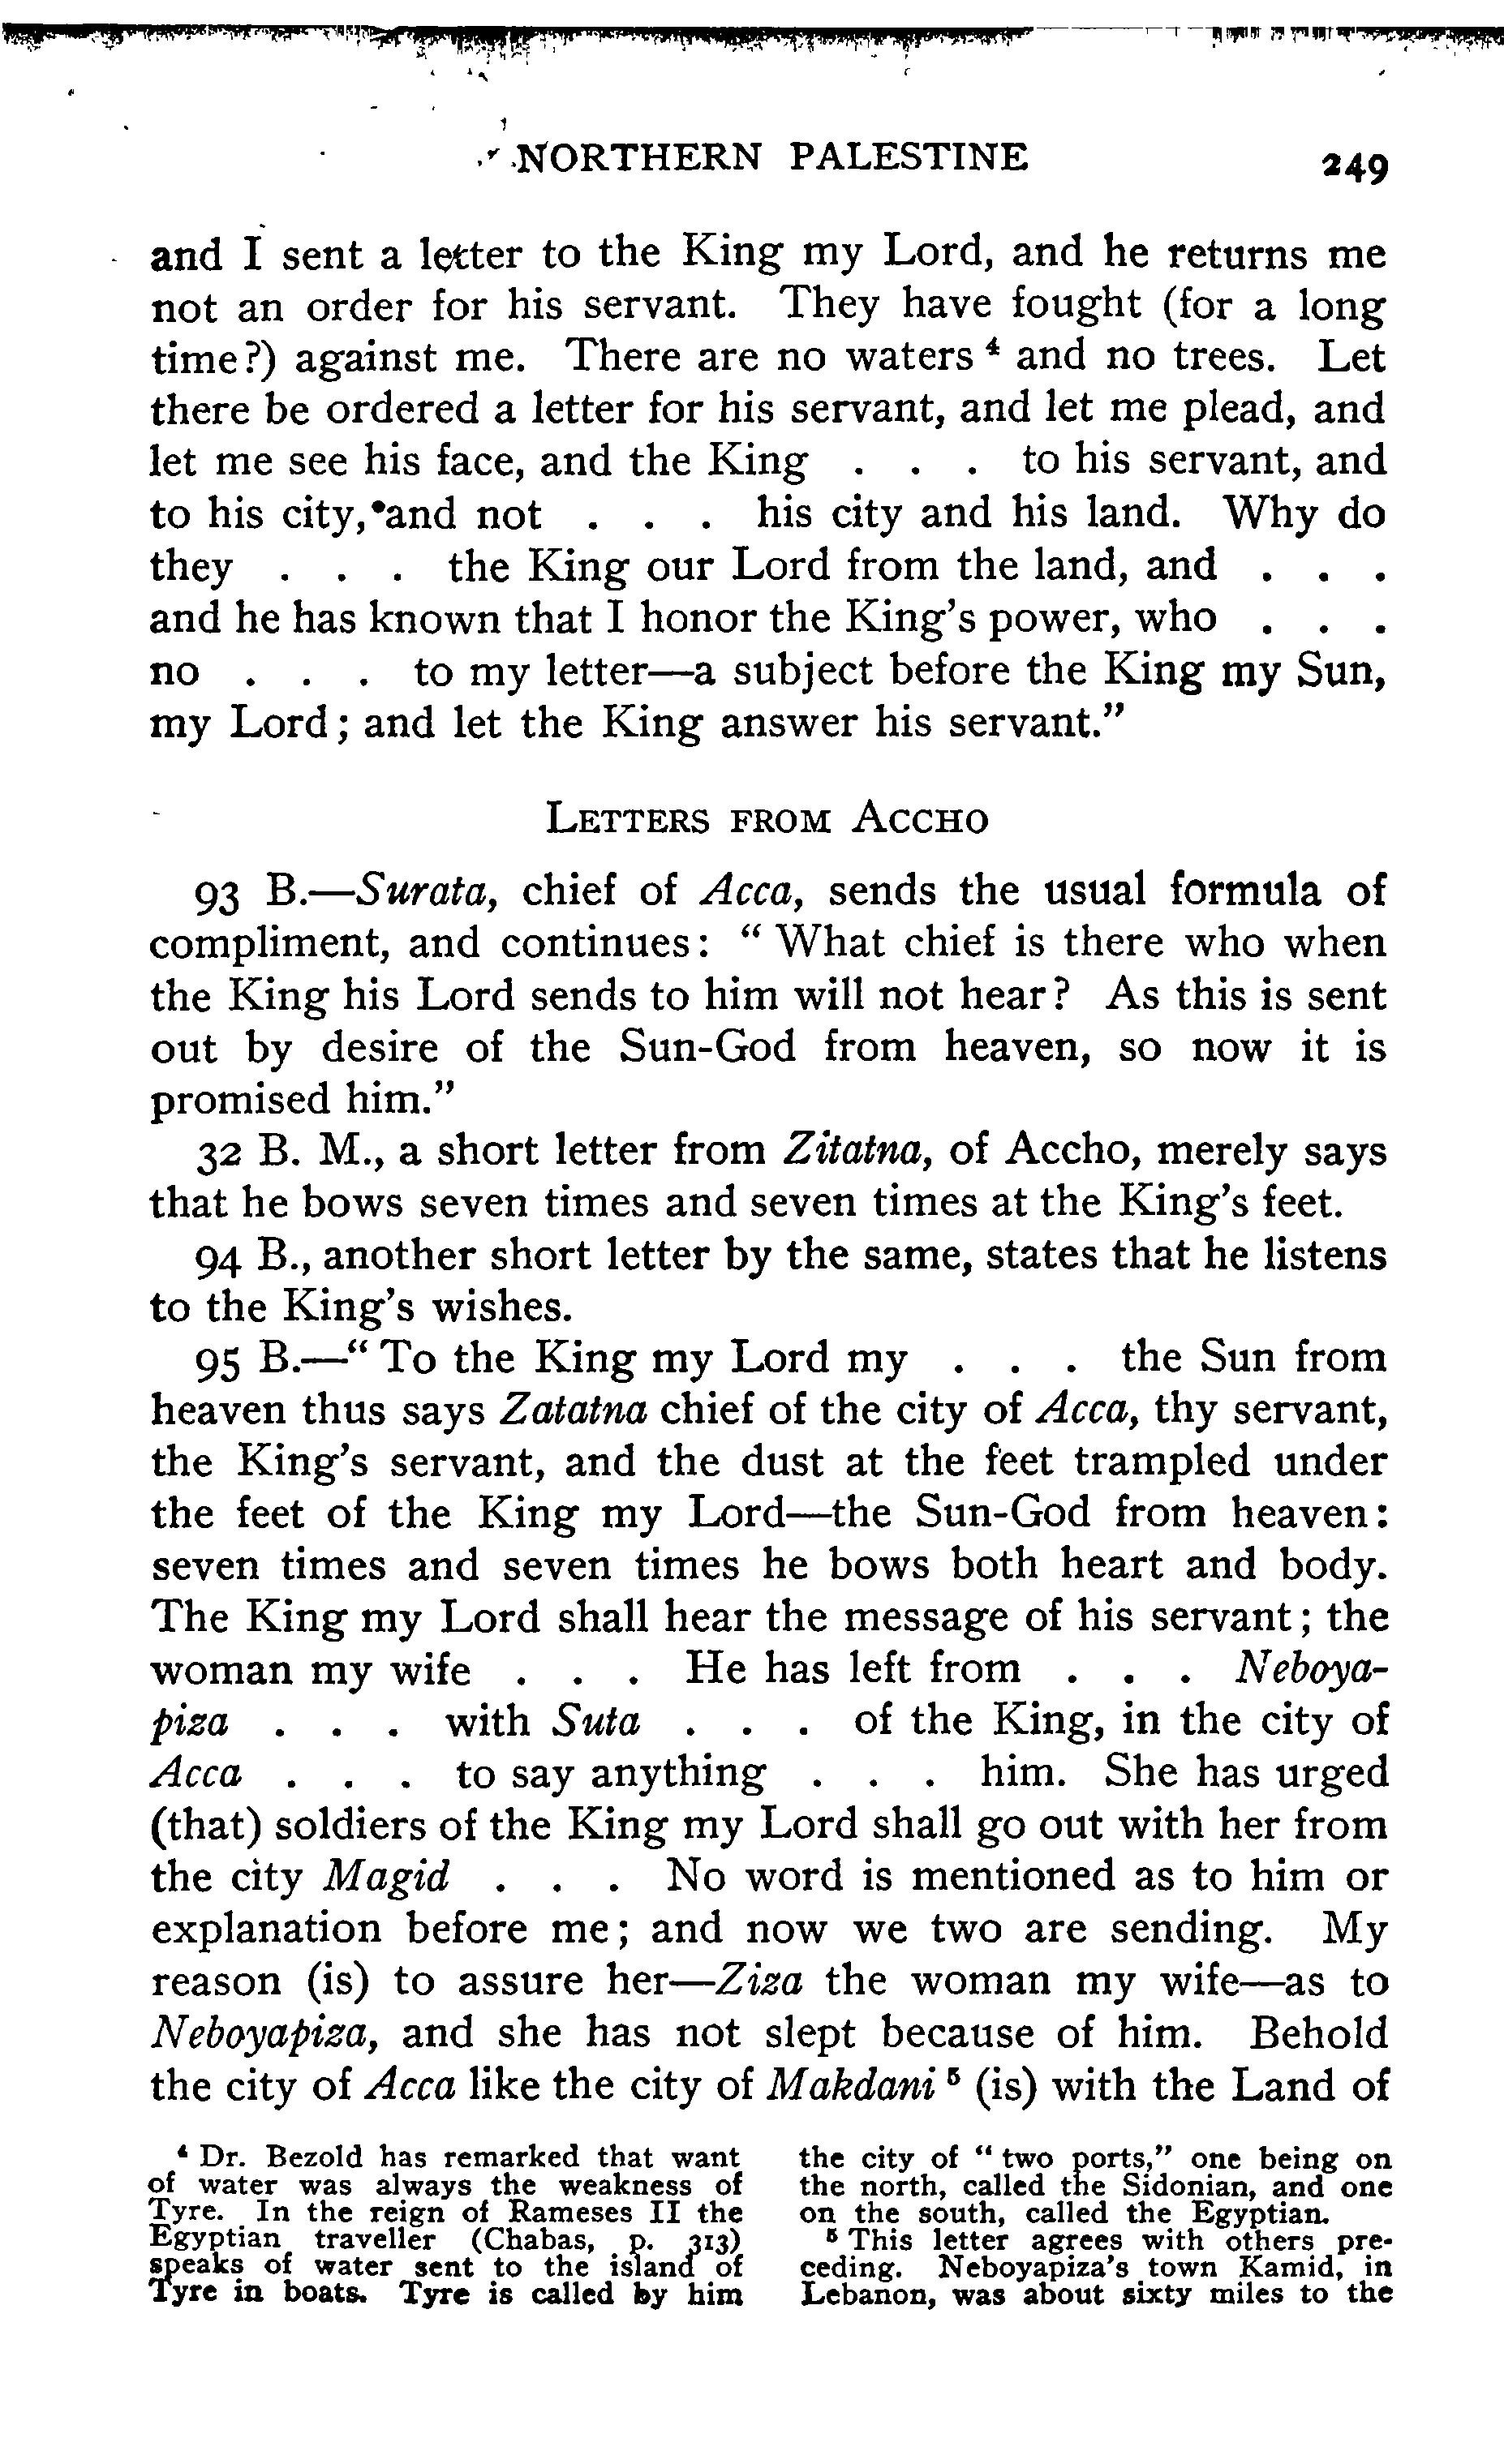 NORTHERN PALESTINE 249
and I sent a letter to the King my Lord, and he returns me
not an order for his servant. They have fought (for a long
time?) against me. There are no waters ⁴ and no trees. Let
there be ordered a letter for his servant, and let me plead, and
let me see his face, and the King . . . to his servant, and
to his city, and not . . . his city and his land. Why do
they . . . the King our Lord from the land, and . . .
and he has known that I honor the King's power, who . . .
no . . . to my letter—a subject before the King my Sun,
my Lord; and let the King answer his servant."
LETTERS FROM ACCHO
93 B.—Surata, chief of Acca, sends the usual formula of
compliment, and continues: "What chief is there who when
the King his Lord sends to him will not hear? As this is sent
out by desire of the Sun-God from heaven, so now it is
promised him."
32 B. M., a short letter from Zitatna, of Accho, merely says
that he bows seven times and seven times at the King's feet.
94 B., another short letter by the same, states that he listens
to the King's wishes.
95 B.—"To the King my Lord my . . . the Sun from
heaven thus says Zatatna chief of the city of Acca, thy servant,
the King's servant, and the dust at the feet trampled under
the feet of the King my Lord—the Sun-God from heaven:
seven times and seven times he bows both heart and body.
The King my Lord shall hear the message of his servant; the
woman my wife . . . He has left from . . . Neboya-
piza . . . with Suta . . . of the King, in the city of
Acca . . . to say anything . . . him. She has urged
(that) soldiers of the King my Lord shall go out with her from
the city Magid . . . No word is mentioned as to him or
explanation before me; and now we two are sending. My
reason (is) to assure her—Ziza the woman my wife—as to
Neboyapiza, and she has not slept because of him. Behold
the city of Acca like the city of Makdani ⁵ (is) with the Land of
⁴ Dr. Bezold has remarked that want
of water was always the weakness of
Tyre. In the reign of Rameses II the
Egyptian traveller (Chabas, p. 313)
speaks of water sent to the island of
Tyre in boats. Tyre is called by him
the city of "two ports," one being on
the north, called the Sidonian, and one
on the south, called the Egyptian.
⁵ This letter agrees with others pre-
ceding. Neboyapiza's town Kamid, in
Lebanon, was about sixty miles to the